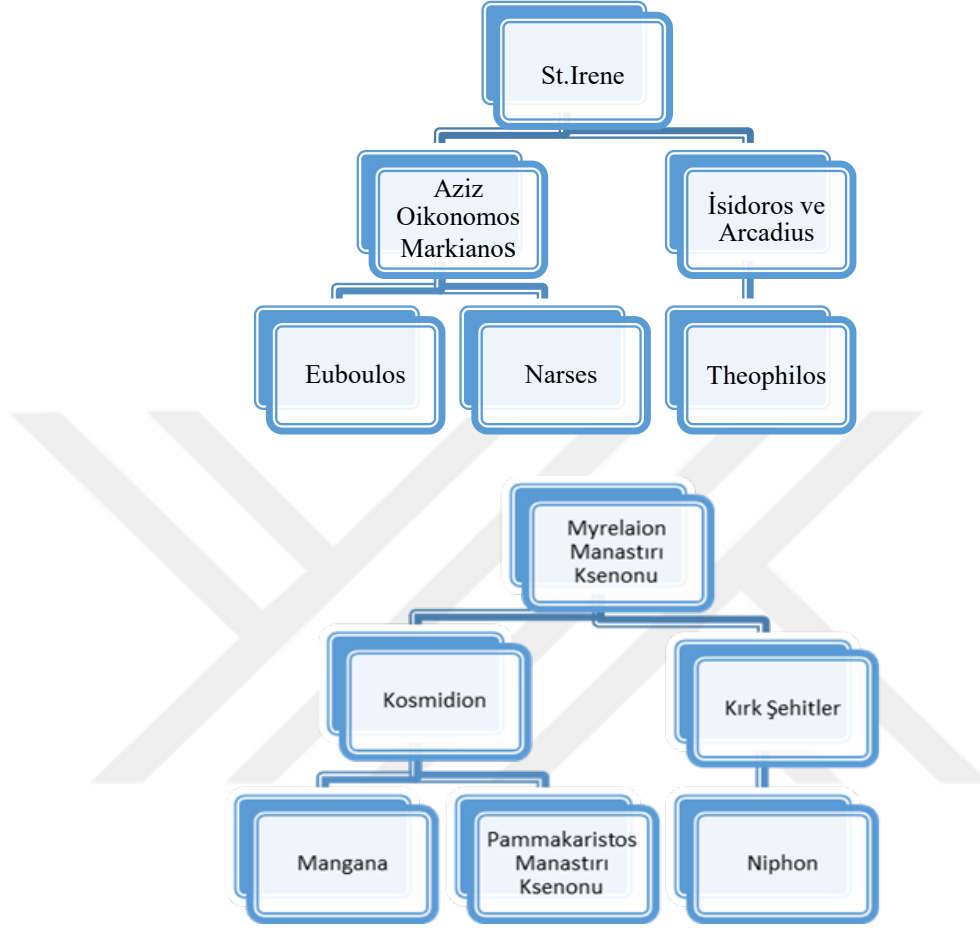 St.Irene
Aziz
Oikonomos
Markianos
İsidoros ve
Arcadius
Euboulos
Narses
Theophilos
Myrelaion
Manastırı
Ksenonu
Kosmidion
Kırk Şehitler
Mangana
Pammakaristos
Manastırı
Ksenonu
Niphon